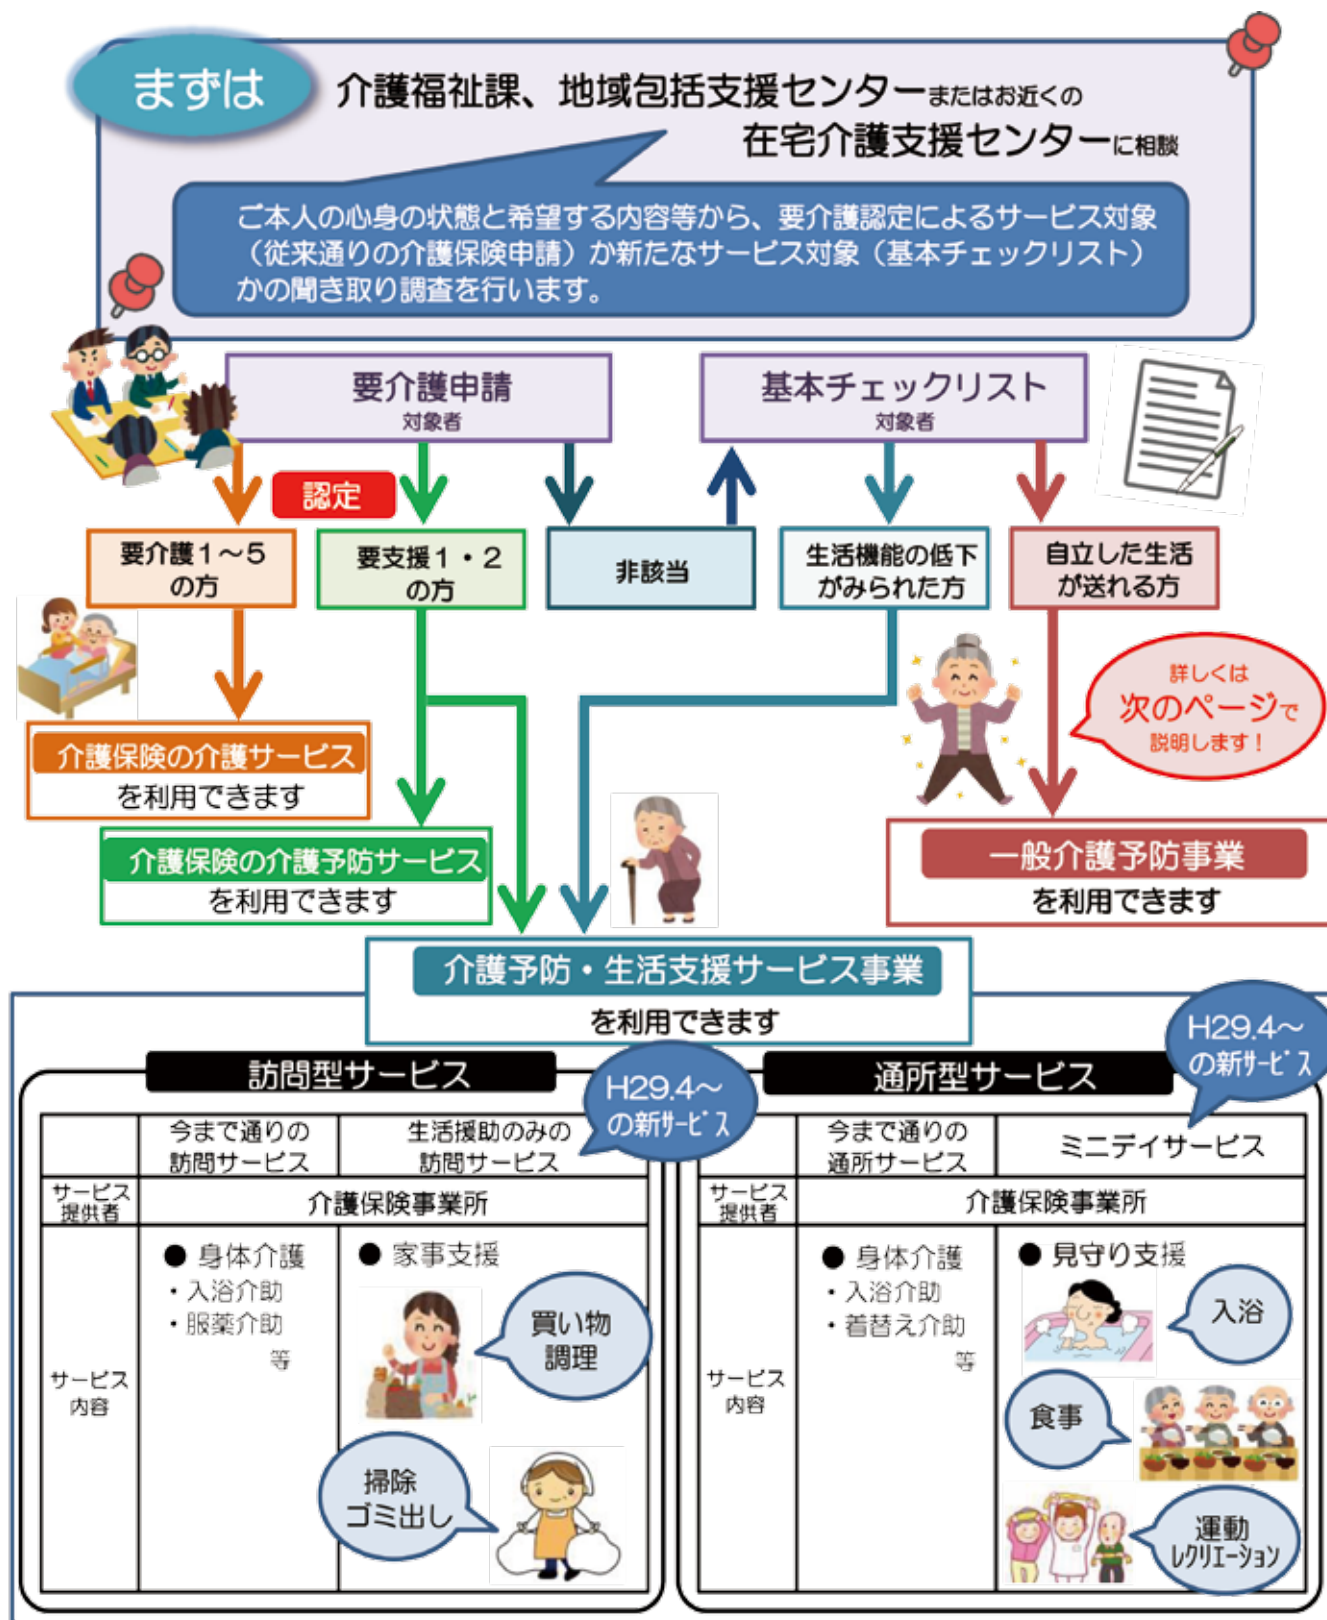 まずは
介護福祉課、地域包括支援センターまたはお近くの
在宅介護支援センターに相談
ご本人の心身の状態と希望する内容等から、要介護認定によるサービス対象
（従来通りの介護保険申請）か新たなサービス対象（基本チェックリスト）
かの聞き取り調査を行います。
要介護申請
対象者
基本チェックリスト
対象者
認定
要介護１～５
の方
要支援１・２
の方
非該当
生活機能の低下
がみられた方
自立した生活
が送れる方
詳しくは
次のページで
説明します！
介護保険の介護サービス
を利用できます
介護保険の介護予防サービス
を利用できます
一般介護予防事業
を利用できます
介護予防・生活支援サービス事業
を利用できます
訪問型サービス
H29.4～
の新ｻｰﾋﾞｽ
今まで通りの
訪問サービス
生活援助のみの
訪問サービス
サービス
提供者
介護保険事業所
サービス
内容
● 身体介護
・入浴介助
・服薬介助
等
● 家事支援
買い物
調理
掃除
ゴミ出し
通所型サービス
H29.4～
の新ｻｰﾋﾞｽ
今まで通りの
通所サービス
ミニデイサービス
サービス
提供者
介護保険事業所
サービス
内容
● 身体介護
・入浴介助
・着替え介助
等
● 見守り支援
入浴
食事
運動
ﾚｸﾘｴｰｼｮﾝ